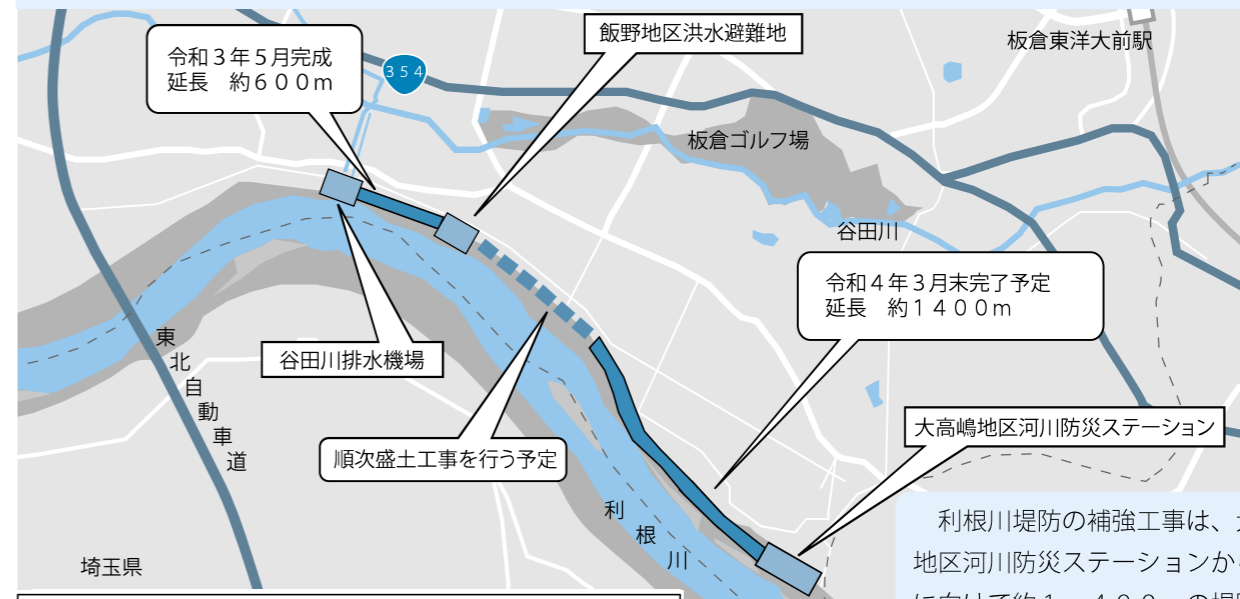 令和３年５月完成
延長　約６００ｍ
飯野地区洪水避難地
板倉東洋大前駅
354
板倉ゴルフ場
谷田川
令和４年３月末完了予定
延長　約１４００ｍ
谷田川排水機場
東北自動車道
大高嶋地区河川防災ステーション
順次盛土工事を行う予定
利根川
埼玉県
利根川堤防の補強工事は、
地区河川防災ステーションから